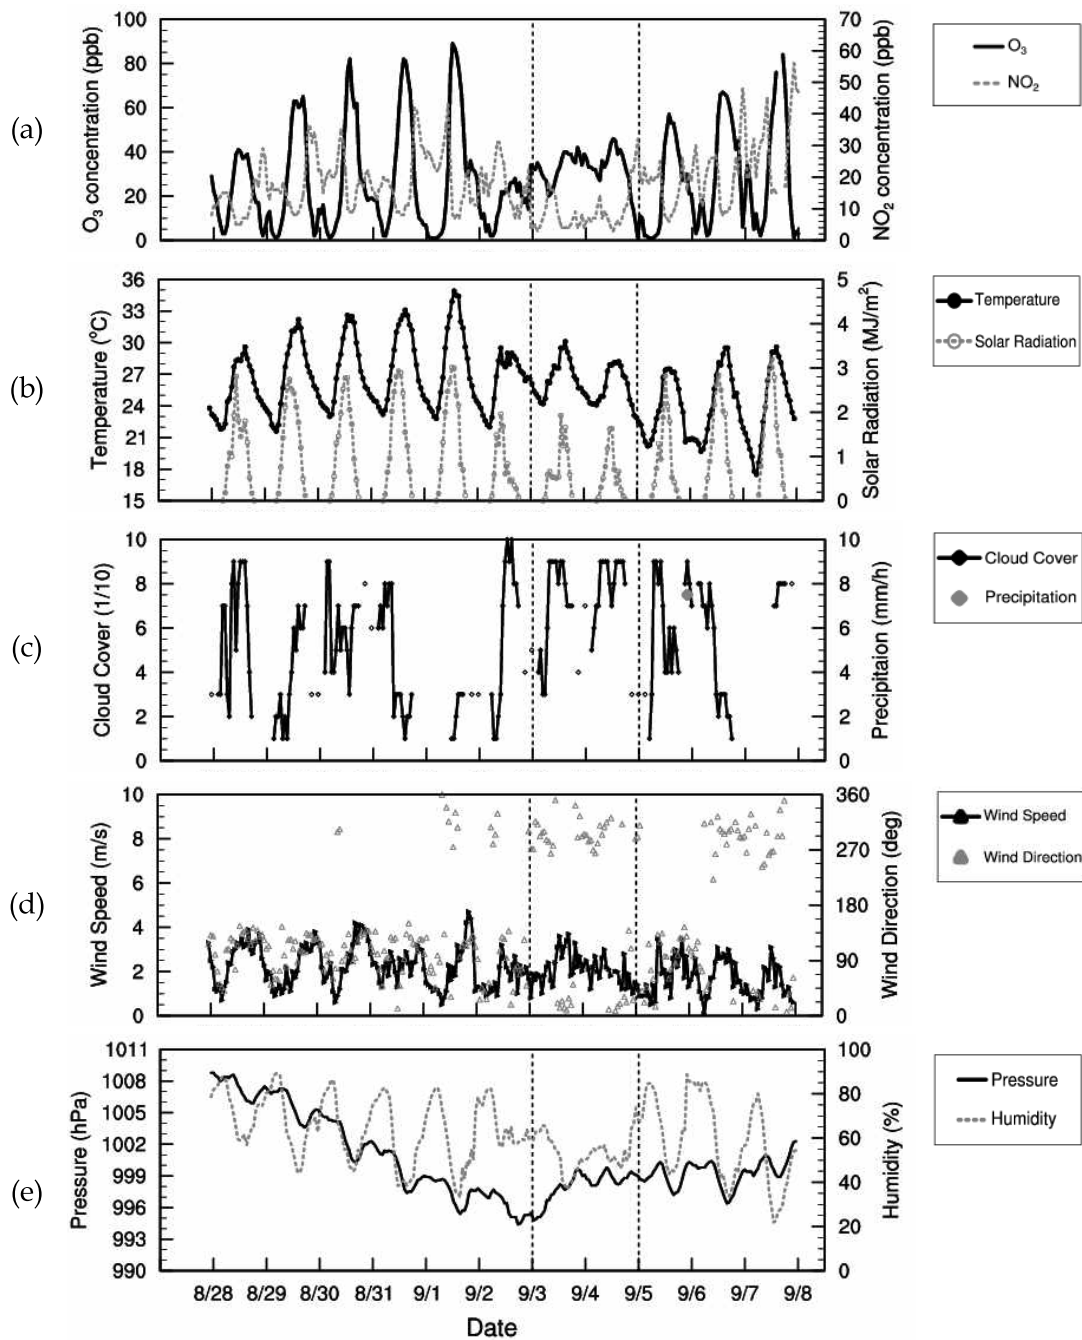 (a)
O3 concentration (ppb)
100
80
60
40
20
0
NO2 concentration (ppb)
70
60
50
40
30
20
10
0
O3
NO2
(b)
Temperature (°C)
36
33
30
27
24
21
18
15
Solar Radiation (MJ/m²)
5
4
3
2
1
0
Temperature
Solar Radiation
(c)
Cloud Cover (1/10)
10
8
6
4
2
0
Precipitaion (mm/h)
10
8
6
4
2
0
Cloud Cover
Precipitation
(d)
Wind Speed (m/s)
10
8
6
4
2
0
Wind Direction (deg)
360
270
180
90
0
Wind Speed
Wind Direction
(e)
Pressure (hPa)
1011
1008
1005
1002
999
996
993
990
Humidity (%)
100
80
60
40
20
0
Pressure
Humidity
8/28 8/29 8/30 8/31 9/1 9/2 9/3 9/4 9/5 9/6 9/7 9/8
Date